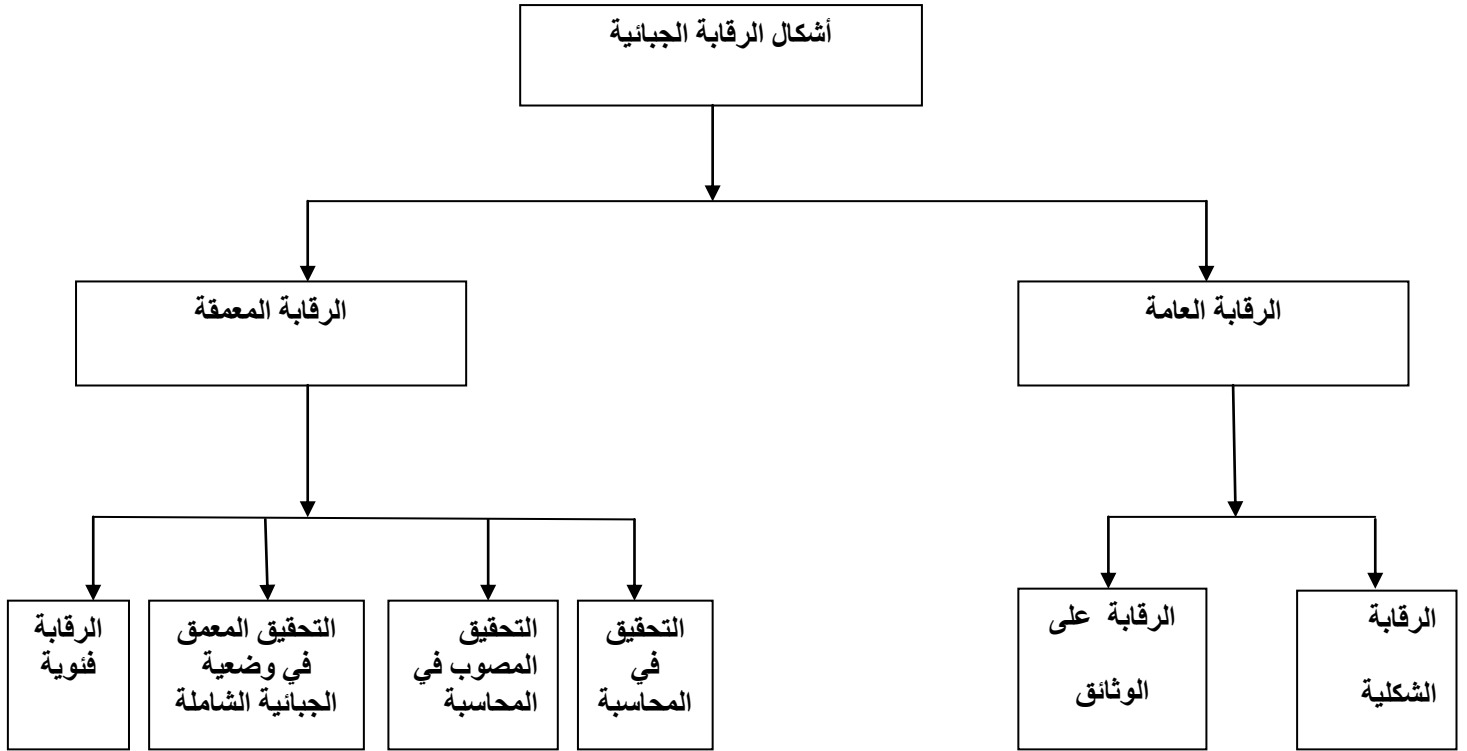 أشكال الرقابة الجبائية
الرقابة العامة
الرقابة المعمقة
الرقابة
الشكلية
الرقابة على
الوثائق
التحقيق
في
المحاسبة
التحقيق
المصوب في
المحاسبة
التحقيق المعمق
في وضعية
الجبائية الشاملة
الرقابة
فئوية